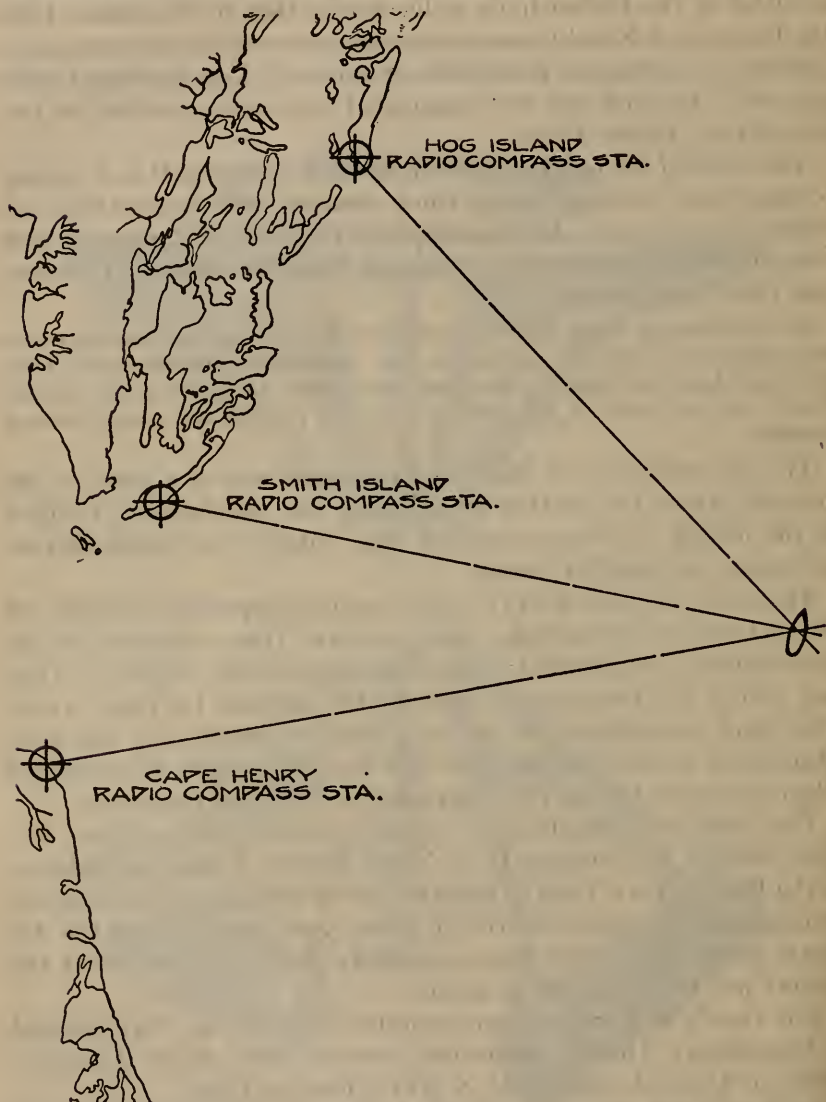 HOG ISLAND
RADIO COMPASS STA.
SMITH ISLAND
RADIO COMPASS STA.
CAPE HENRY
RADIO COMPASS STA.